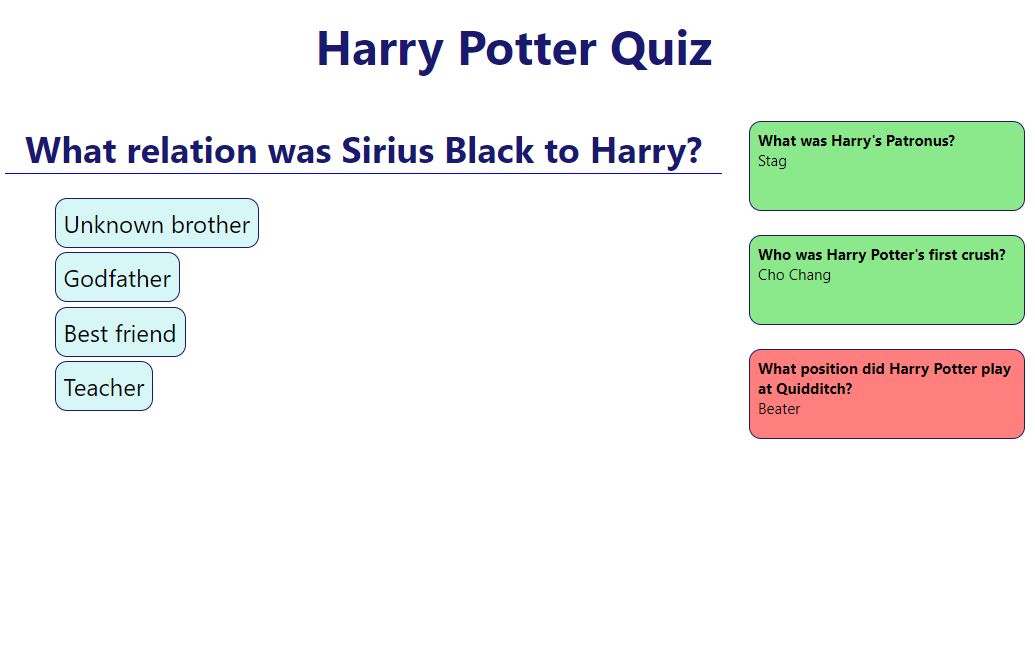 Harry Potter Quiz
What relation was Sirius Black to Harry?
Unknown brother
Godfather
Best friend
Teacher
What was Harry's Patronus?
Stag
Who was Harry Potter's first crush?
Cho Chang
What position did Harry Potter play
at Quidditch?
Beater